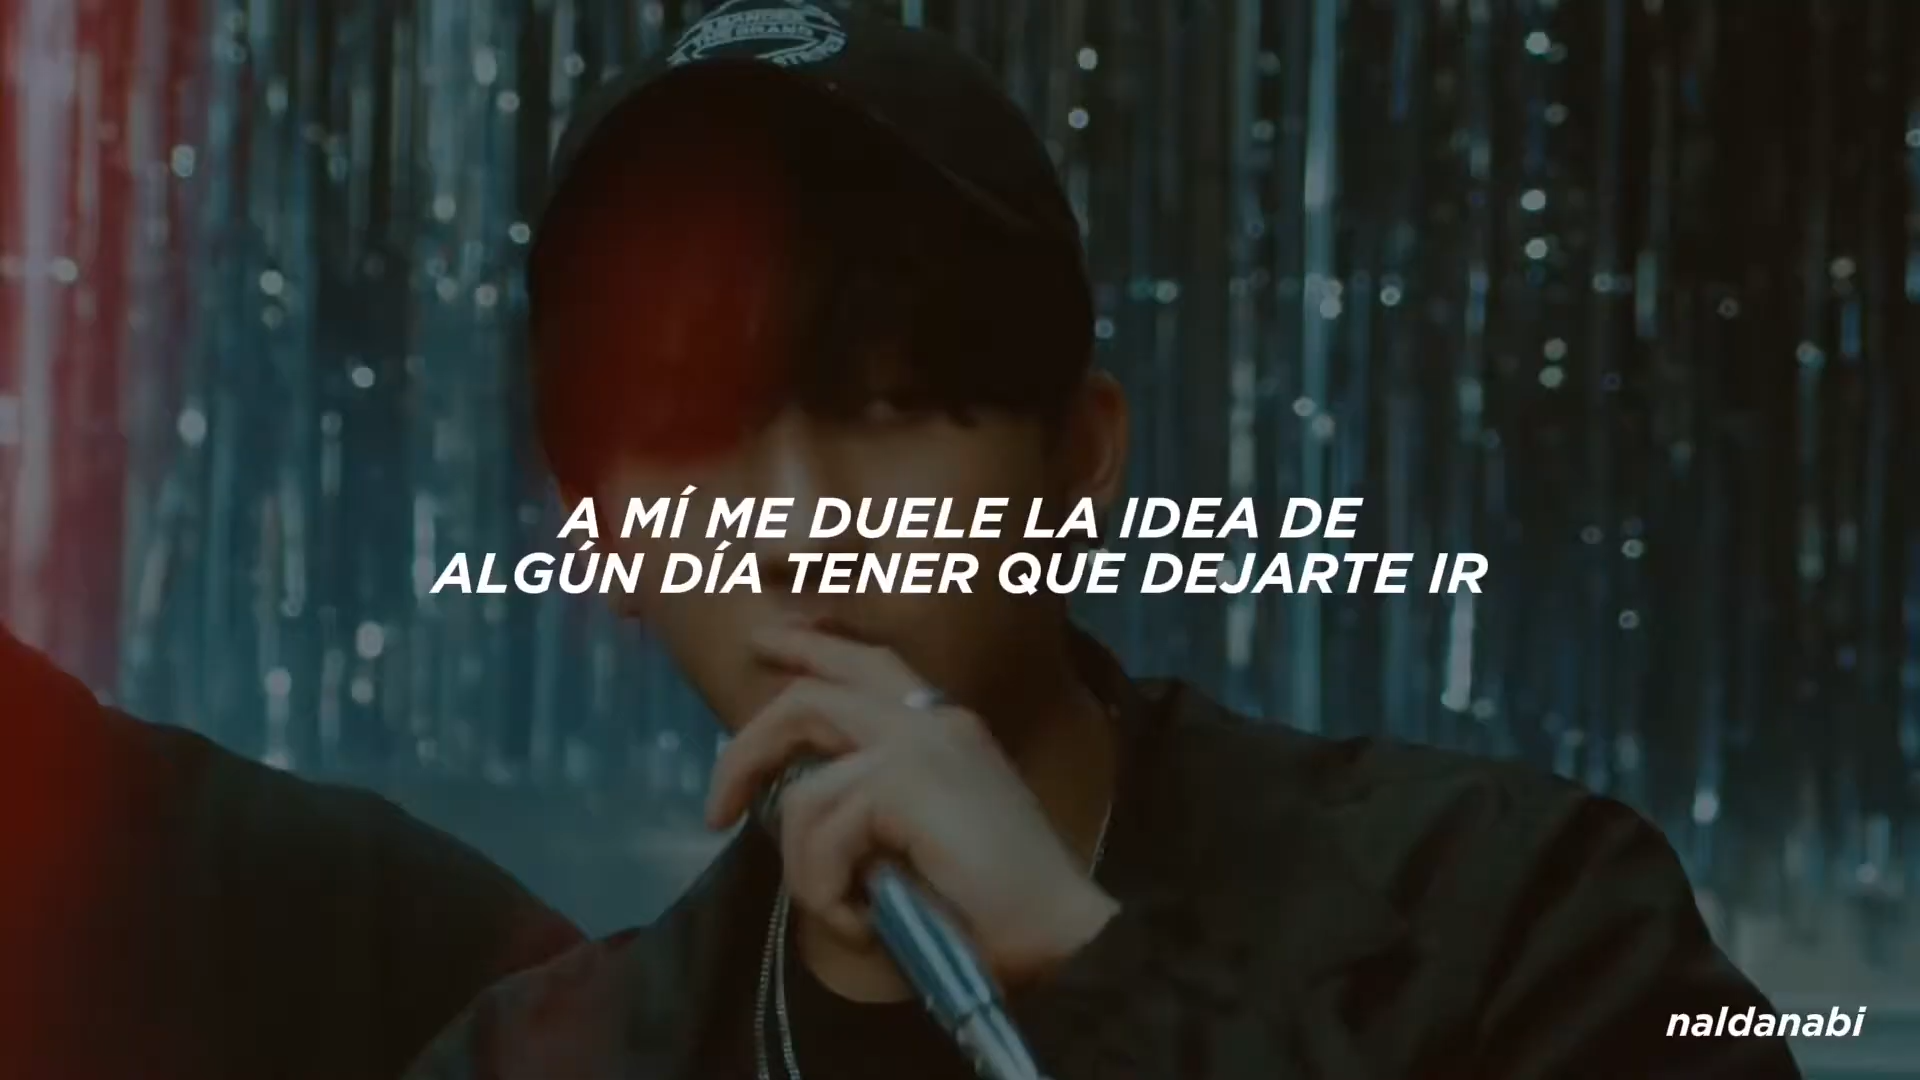 A MÍ ME DUELE LA IDEA DE
ALGÚN DÍA TENER QUE DEJARTE IR
naldanabi